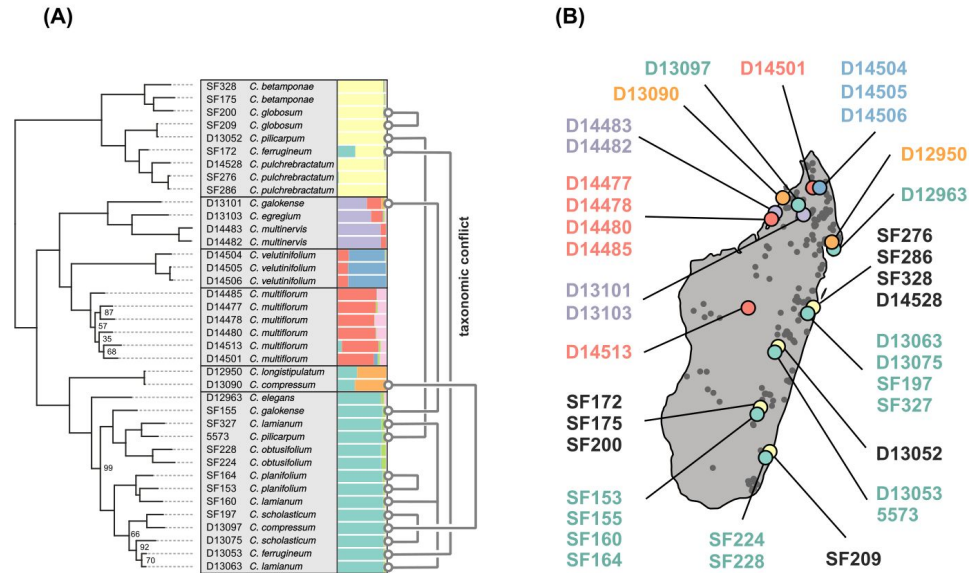 (A)
SF328 C. betamponae
SF175 C. betamponae
SF200 C. globosum
SF209 C. globosum
D13052 C. pilicarpum
SF172 C. ferrugineum
D14528 C. pulchrebractatum
SF276 C. pulchrebractatum
SF286 C. pulchrebractatum
D13101 C. galokense
D13103 C. egregium
D14483 C. multinervis
D14482 C. multinervis
D14504 C. velutinifolium
D14505 C. velutinifolium
D14506 C. velutinifolium
D14485 C. multiflorum
D14477 C. multiflorum
D14478 C. multiflorum
D14480 C. multiflorum
D14513 C. multiflorum
D14501 C. multiflorum
D12950 C. longistipulatum
D13090 C. compressum
D12963 C. elegans
SF155 C. galokense
SF327 C. lamianum
5573 C. pilicarpum
SF228 C. obtusifolium
SF224 C. obtusifolium
SF164 C. planifolium
SF153 C. planifolium
SF160 C. lamianum
SF197 C. scholasticum
D13097 C. compressum
D13075 C. scholasticum
D13053 C. ferrugineum
D13063 C. lamianum
87
57
35
68
99
66
92
70
taxonomic conflict
(B)
D13097
D14501
D14504
D14505
D14506
D13090
D14483
D14482
D12950
D12963
D14477
D14478
D14480
D14485
SF276
SF286
SF328
D14528
D13101
D13103
D13063
D13075
SF197
SF327
D14513
SF172
SF175
SF200
D13052
D13053
5573
SF153
SF155
SF160
SF164
SF224
SF228
SF209